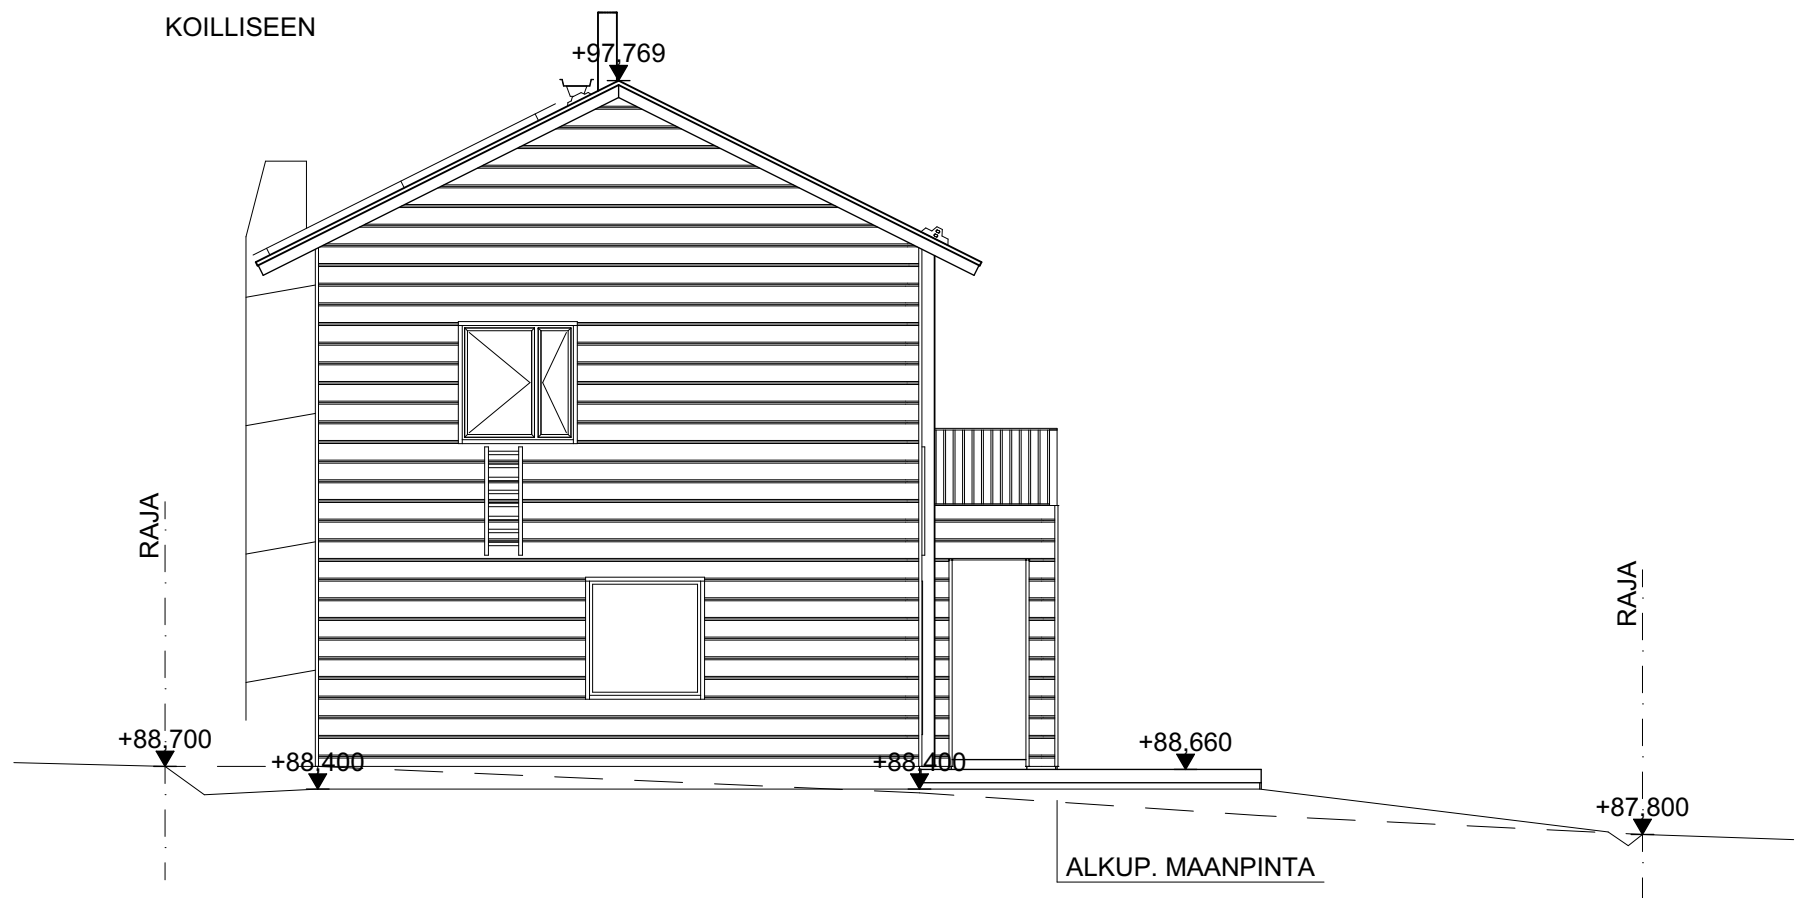 KOILLISEEN
+97,769
RAJA
RAJA
+88,700
+88,400
+88,400
+88,660
+87,800
ALKUP. MAANPINTA